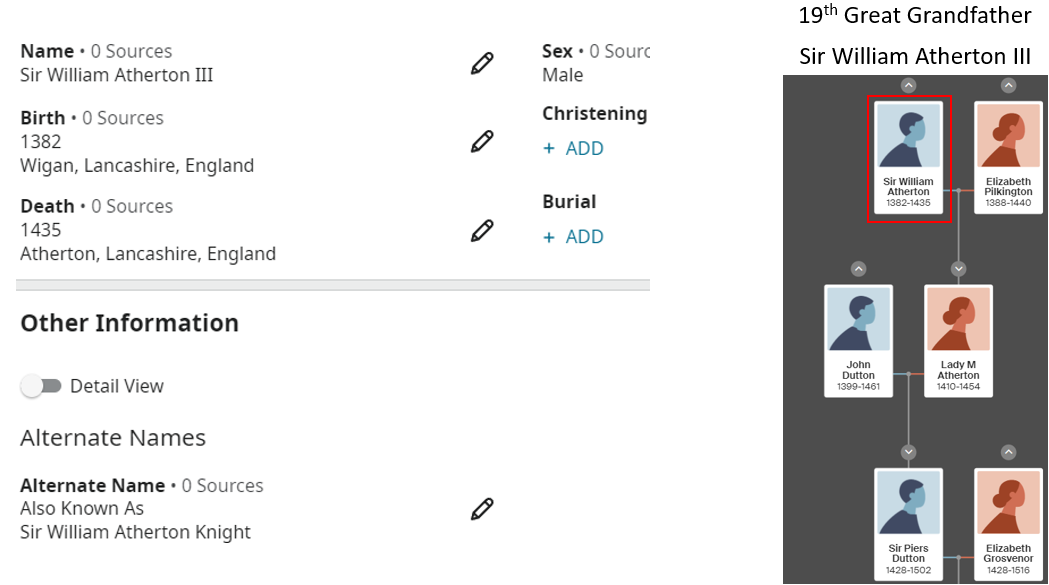 19th Great Grandfather
Sir William Atherton III
Name • 0 Sources
Sir William Atherton III
Birth • 0 Sources
1382
Wigan, Lancashire, England
Death • 0 Sources
1435
Atherton, Lancashire, England
Sex • 0 Sourc
Male
Christening
+ ADD
Burial
+ ADD
Other Information
Detail View
Alternate Names
Alternate Name • 0 Sources
Also Known As
Sir William Atherton Knight
Sir William
Atherton
1382-1435
Elizabeth
Pilkington
1388-1440
John
Dutton
1399-1461
Lady M
Atherton
1410-1454
Sir Piers
Dutton
1428-1502
Elizabeth
Grosvenor
1428-1516